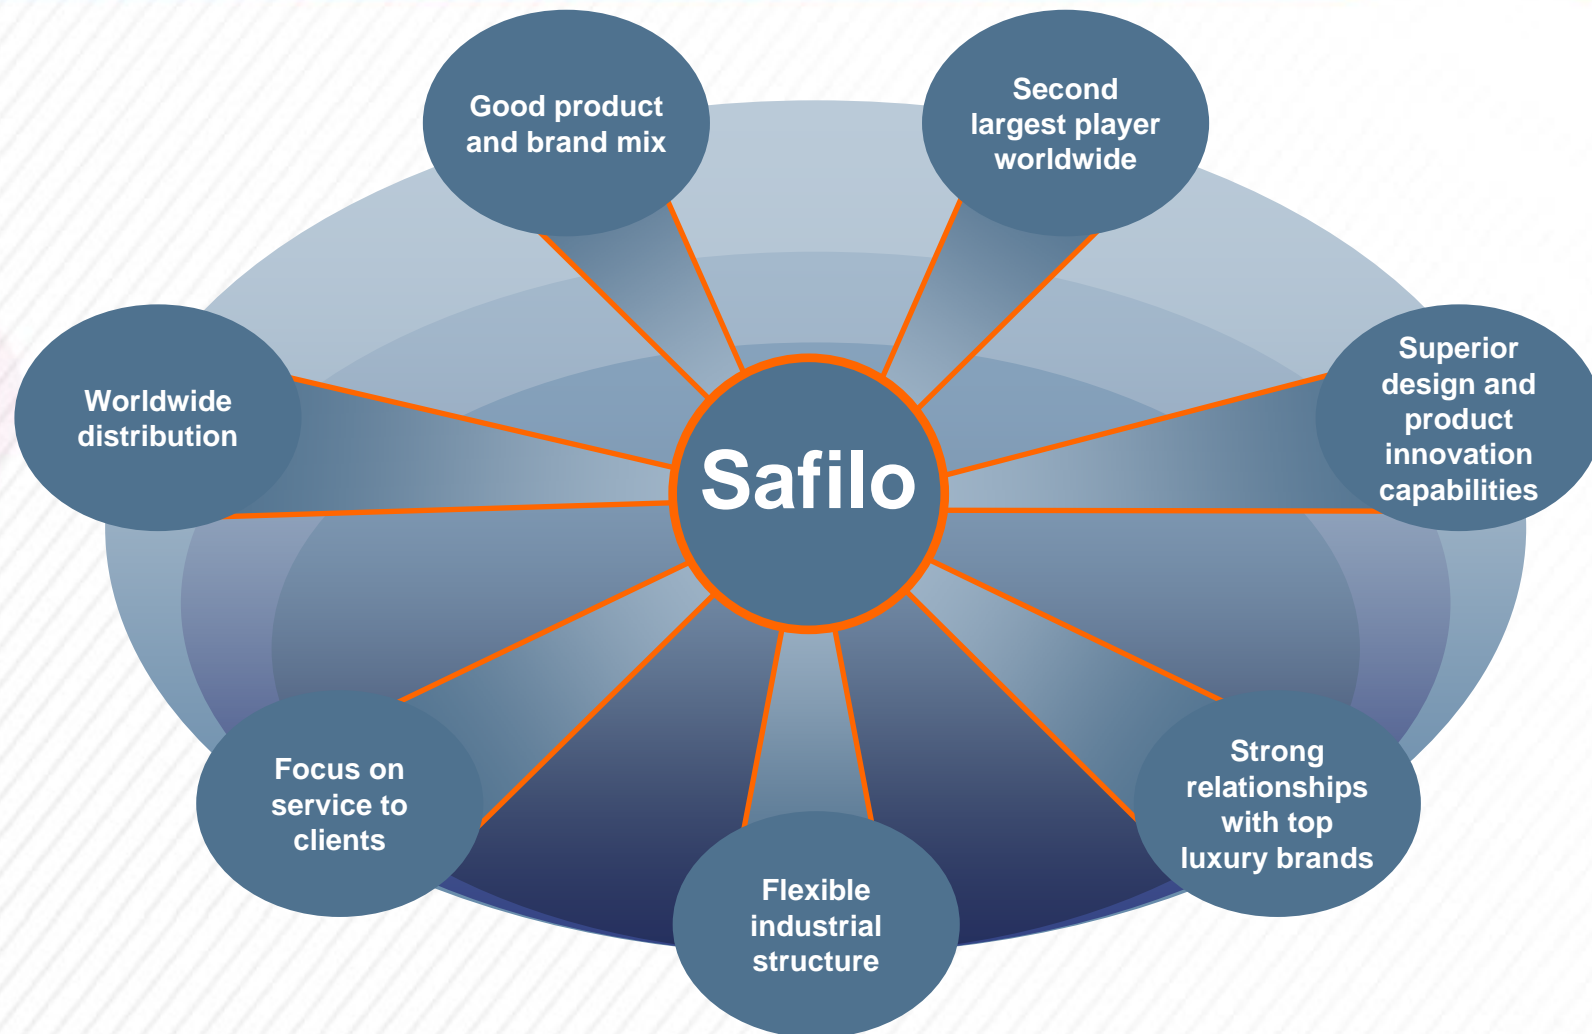 Good product
and brand mix
Second
largest player
worldwide
Worldwide
distribution
Safilo
Superior
design and
product
innovation
capabilities
Focus on
service to
clients
Flexible
industrial
structure
Strong
relationships
with top
luxury brands